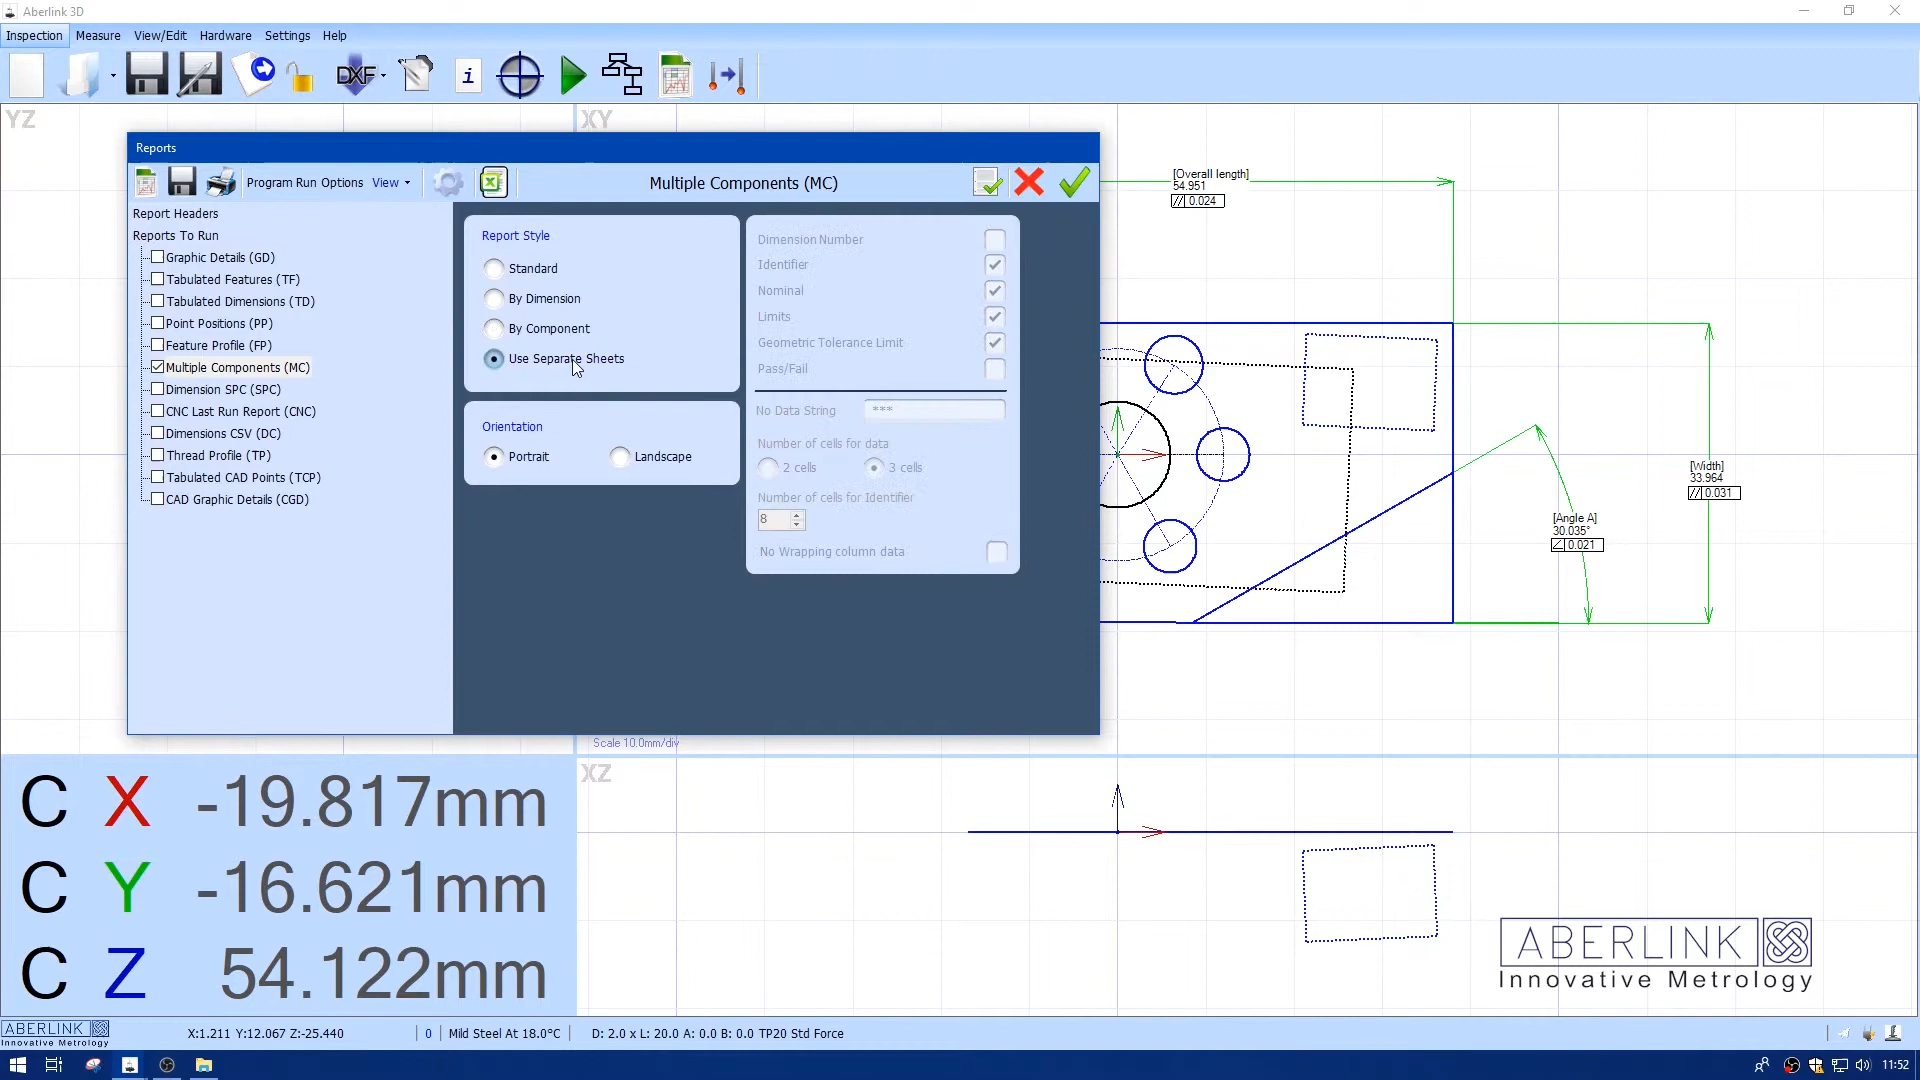 Aberlink 3D
Inspection Measure View/Edit Hardware Settings Help
DXF i
YZ
XY
Reports
Program Run Options View
Multiple Components (MC)
Report Headers
Reports To Run
Graphic Details (GD)
Tabulated Features (TF)
Tabulated Dimensions (TD)
Point Positions (PP)
Feature Profile (FP)
Multiple Components (MC)
Dimension SPC (SPC)
CNC Last Run Report (CNC)
Dimensions CSV (DC)
Thread Profile (TP)
Tabulated CAD Points (TCP)
CAD Graphic Details (CGD)
Report Style
Standard
By Dimension
By Component
Use Separate Sheets
Orientation
Portrait Landscape
Dimension Number
Identifier
Nominal
Limits
Geometric Tolerance Limit
Pass/Fail
No Data String ***
Number of cells for data
2 cells 3 cells
Number of cells for Identifier
8
No Wrapping column data
[Overall length]
54.951
// 0.024
[Width]
33.964
// 0.031
[Angle A]
30.035°
∠ 0.021
Scale 10.0mm/div
XZ
C X -19.817mm
C Y -16.621mm
C Z 54.122mm
ABERLINK
Innovative Metrology
ABERLINK
Innovative Metrology
X:1.211 Y:12.067 Z:-25.440
0
Mild Steel At 18.0°C
D: 2.0 x L: 20.0 A: 0.0 B: 0.0 TP20 Std Force
11:52